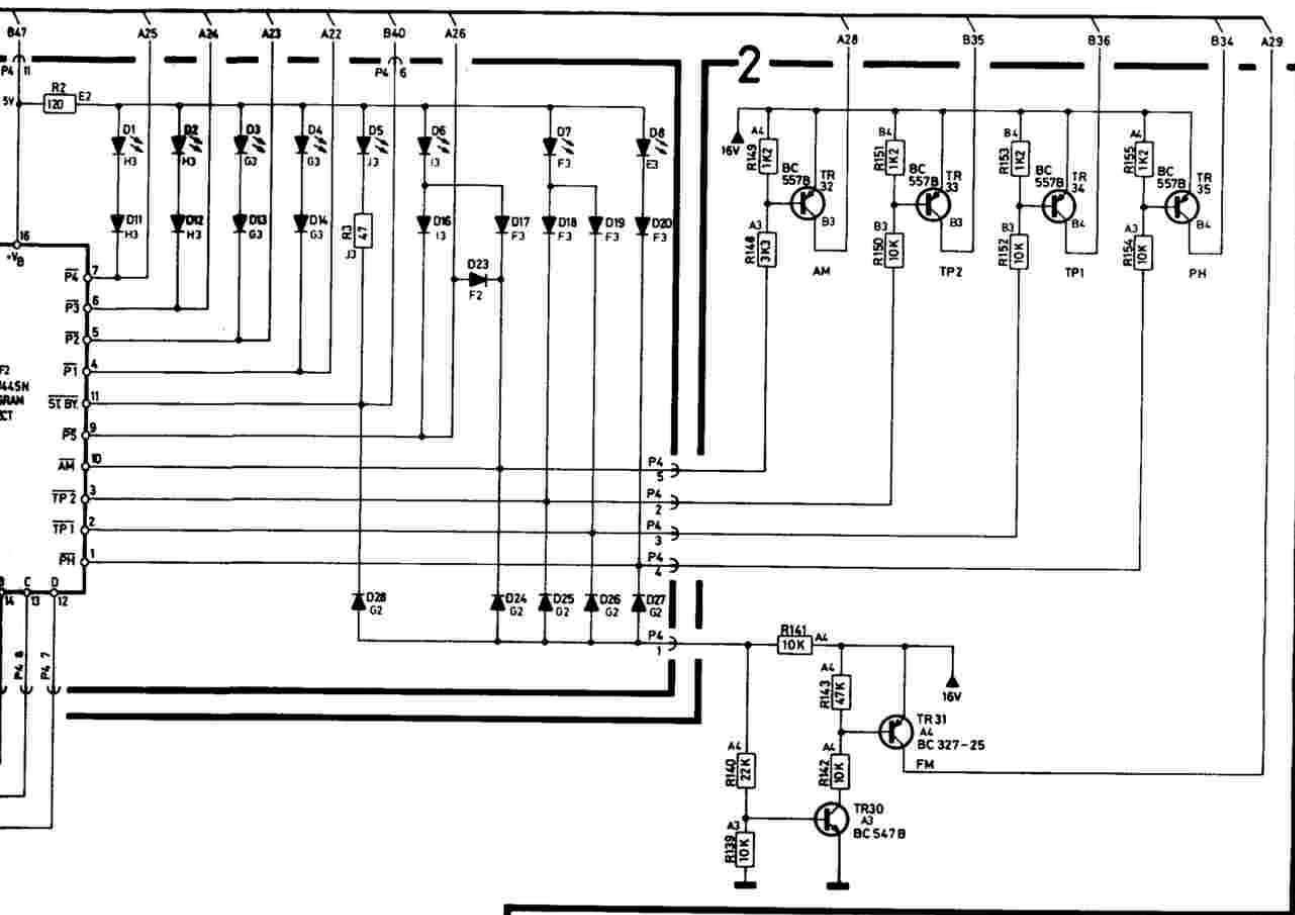 B47 A25 A24 A23 A22 B40 A26 A28 B35 B36 B34 A29
P4 11
P4 6
2
5V
R2
120
E2
D1
H3
D2
H3
D3
G3
D4
G3
D5
J3
D6
I3
D7
F3
D8
E3
D11
H3
D12
H3
D13
G3
D14
G3
R3
47
J3
D16
I3
D17
F3
D18
F3
D19
F3
D20
F3
D23
F2
16V
A4
R149
1K2
BC
557B
TR
32
B3
A3
R148
3K3
AM
B4
R151
1K2
BC
557B
TR
33
B3
B3
R150
10K
TP2
B4
R153
1K2
BC
557B
TR
34
B4
B3
R152
10K
TP1
A4
R155
1K2
BC
557B
TR
35
B4
A3
R154
10K
PH
16
+VB
P4 7
P3 6
P2 5
P1 4
ST.BY. 11
P5 9
AM 10
TP2 3
TP1 2
PH 1
F2
445N
GRAM
ECT
P4
5
P4
2
P4
3
P4
4
P4
1
C D
14 13 12
P4 8
P4 7
D28
G2
D24
G2
D25
G2
D26
G2
D27
G2
R141
10K
A4
A4
R143
47K
16V
TR31
A4
BC 327-25
FM
A4
R140
22K
A4
R142
10K
TR30
A3
BC 547B
A3
R139
10K